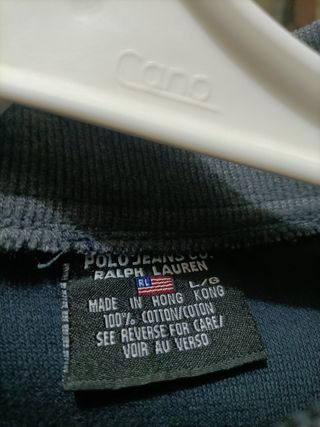 Cano
POLO JEANS CO.
RALPH LAUREN
RL
L/G
MADE IN HONG KONG
100% COTTON/COTON
SEE REVERSE FOR CARE/
VOIR AU VERSO